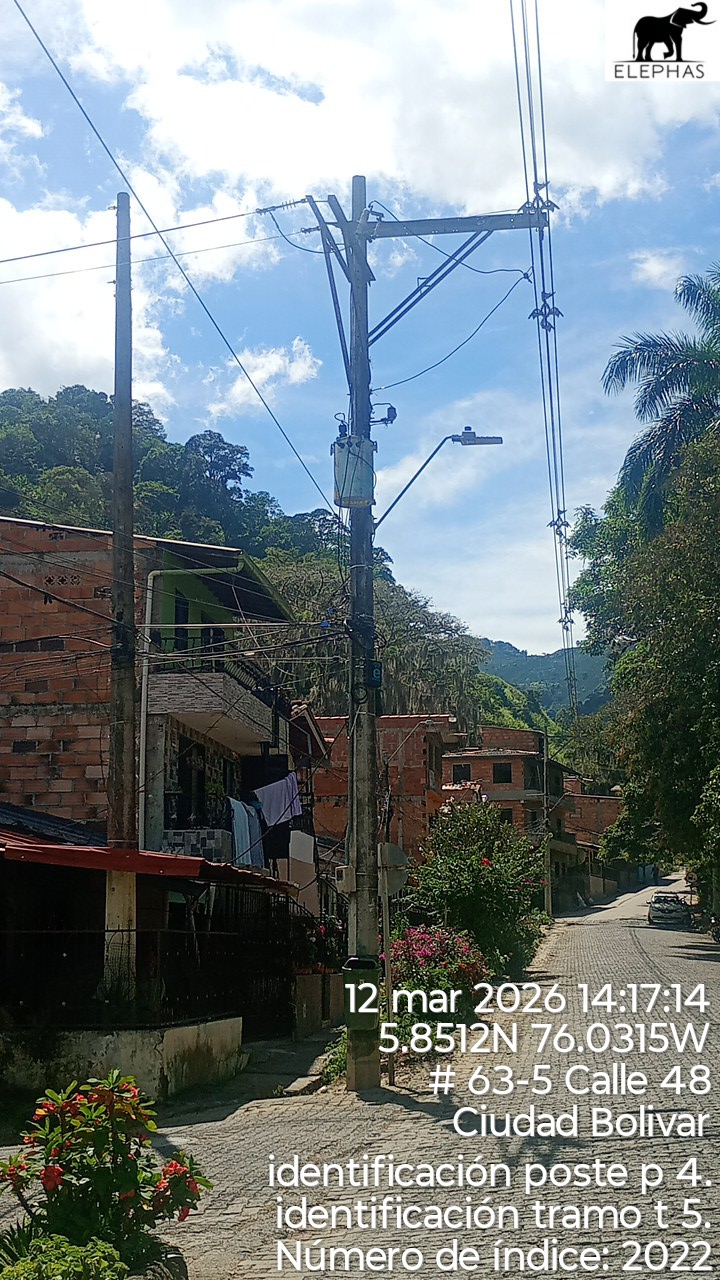 ELEPHAS
12 mar 2026 14:17:14
5.8512N 76.0315W
# 63-5 Calle 48
Ciudad Bolivar
identificación poste p 4.
identificación tramo t 5.
Número de índice: 2022